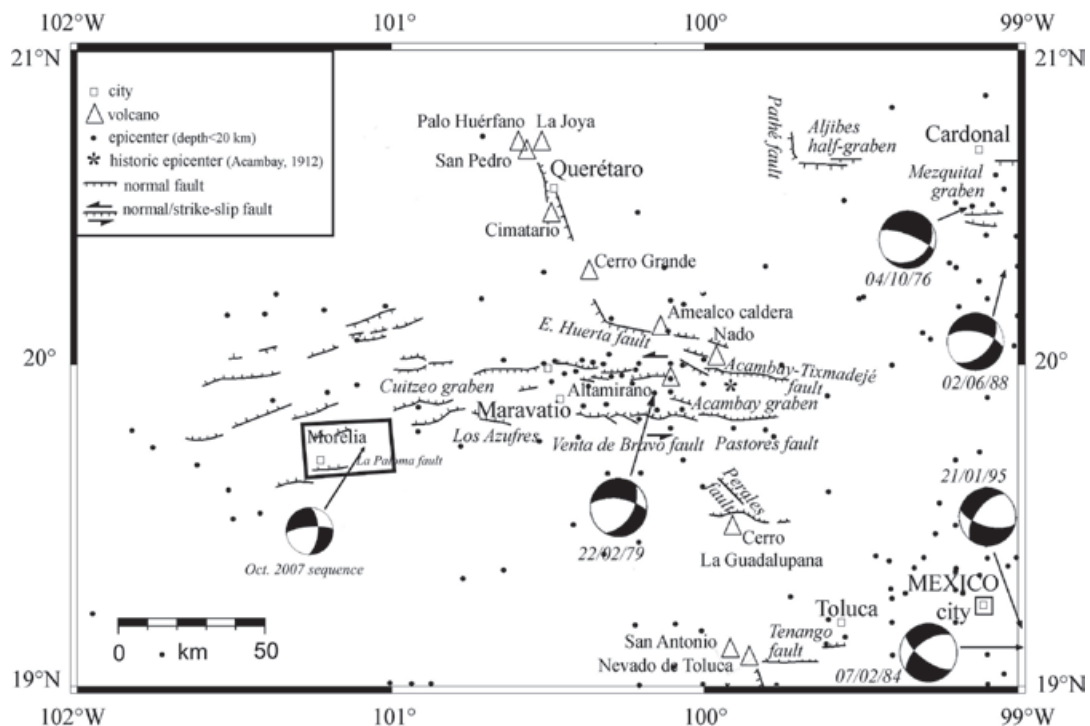 102°W
101°
100°
99°W
21°N
21°N
city
volcano
epicenter (depth<20 km)
historic epicenter (Acambay, 1912)
normal fault
normal/strike-slip fault
Palo Huérfano
La Joya
San Pedro
Querétaro
Cimatario
Cerro Grande
Pathé fault
Aljibes
half-graben
Cardonal
Mezquital
graben
04/10/76
Amealco caldera
Nado
E. Huerta fault
20°
20°
Acambay-Tixmadejé
fault
02/06/88
Cuitzeo graben
Altamirano
Acambay graben
Maravatio
Los Azufres
Venta de Bravo fault
Pastores fault
Morelia
La Paloma fault
21/01/95
Perales
fault
22/02/79
Oct. 2007 sequence
Cerro
La Guadalupana
MEXICO
city
Toluca
0 km 50
San Antonio
Nevado de Toluca
Tenango
fault
07/02/84
19°N
19°N
102°W
101°
100°
99°W